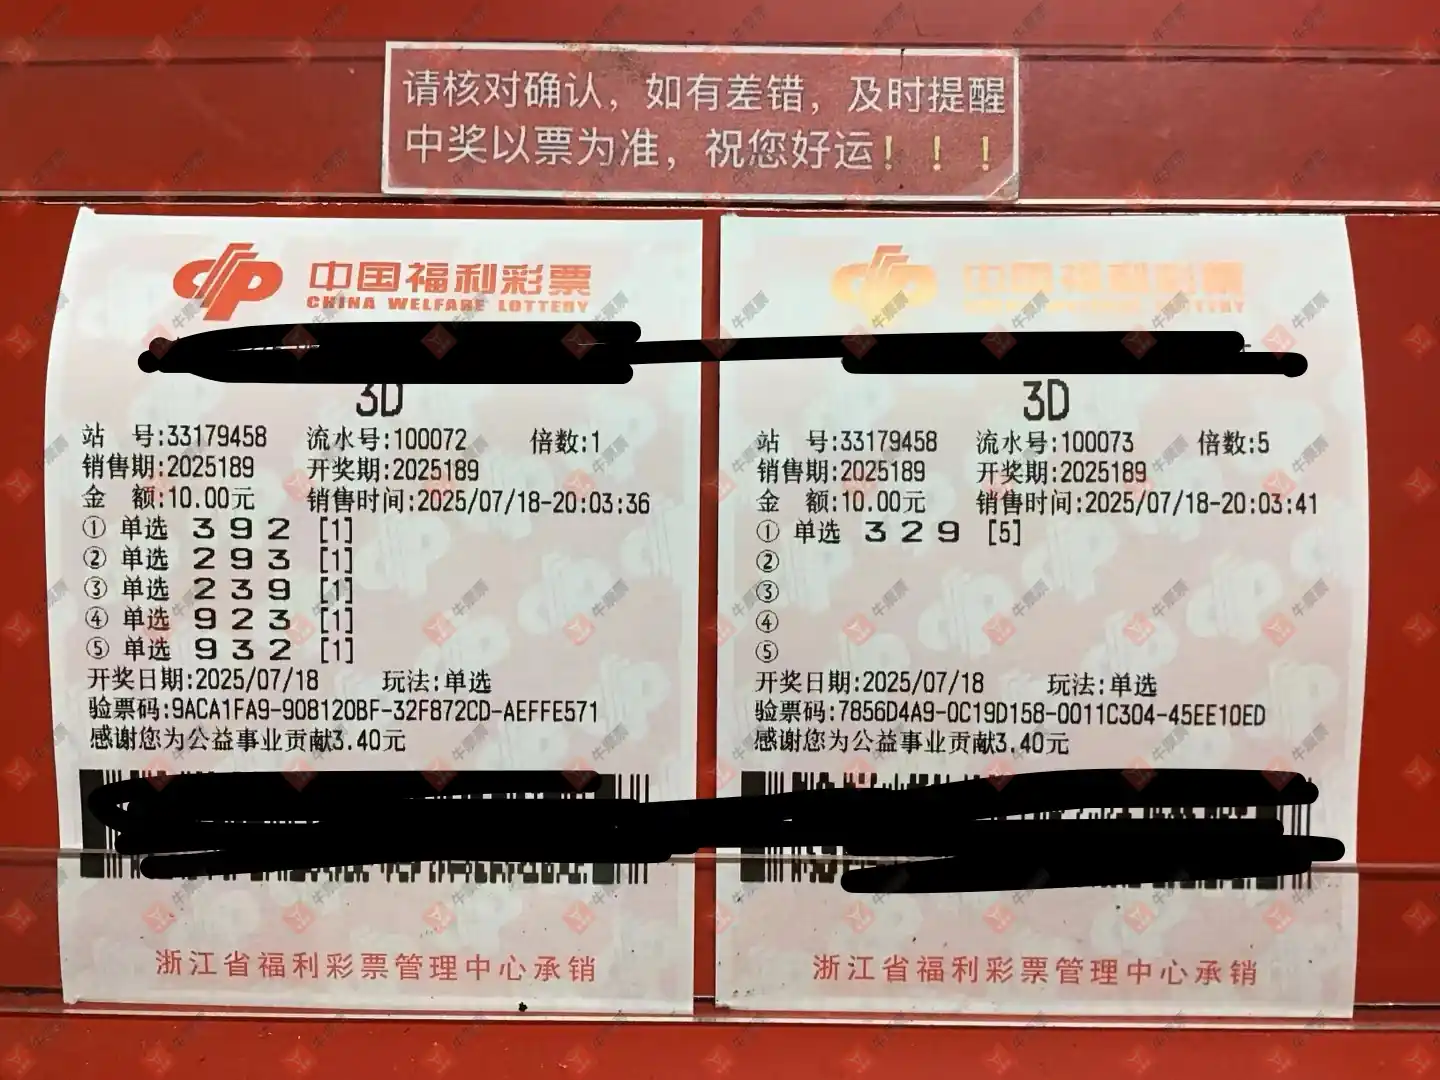 请核对确认，如有差错，及时提醒
中奖以票为准，祝您好运！！！
中国福利彩票
CHINA WELFARE LOTTERY
3D
站 号:33179458 流水号:100072 倍数:1
销售期:2025189 开奖期:2025189
金 额:10.00元 销售时间:2025/07/18-20:03:36
① 单选 3 9 2 [1]
② 单选 2 9 3 [1]
③ 单选 2 3 9 [1]
④ 单选 9 2 3 [1]
⑤ 单选 9 3 2 [1]
开奖日期:2025/07/18 玩法:单选
验票码:9ACA1FA9-908120BF-32F872CD-AEFFE571
感谢您为公益事业贡献3.40元
浙江省福利彩票管理中心承销
中国福利彩票
CHINA WELFARE LOTTERY
3D
站 号:33179458 流水号:100073 倍数:5
销售期:2025189 开奖期:2025189
金 额:10.00元 销售时间:2025/07/18-20:03:41
① 单选 3 2 9 [5]
②
③
④
⑤
开奖日期:2025/07/18 玩法:单选
验票码:7856D4A9-0C19D158-0011C304-45EE10ED
感谢您为公益事业贡献3.40元
浙江省福利彩票管理中心承销